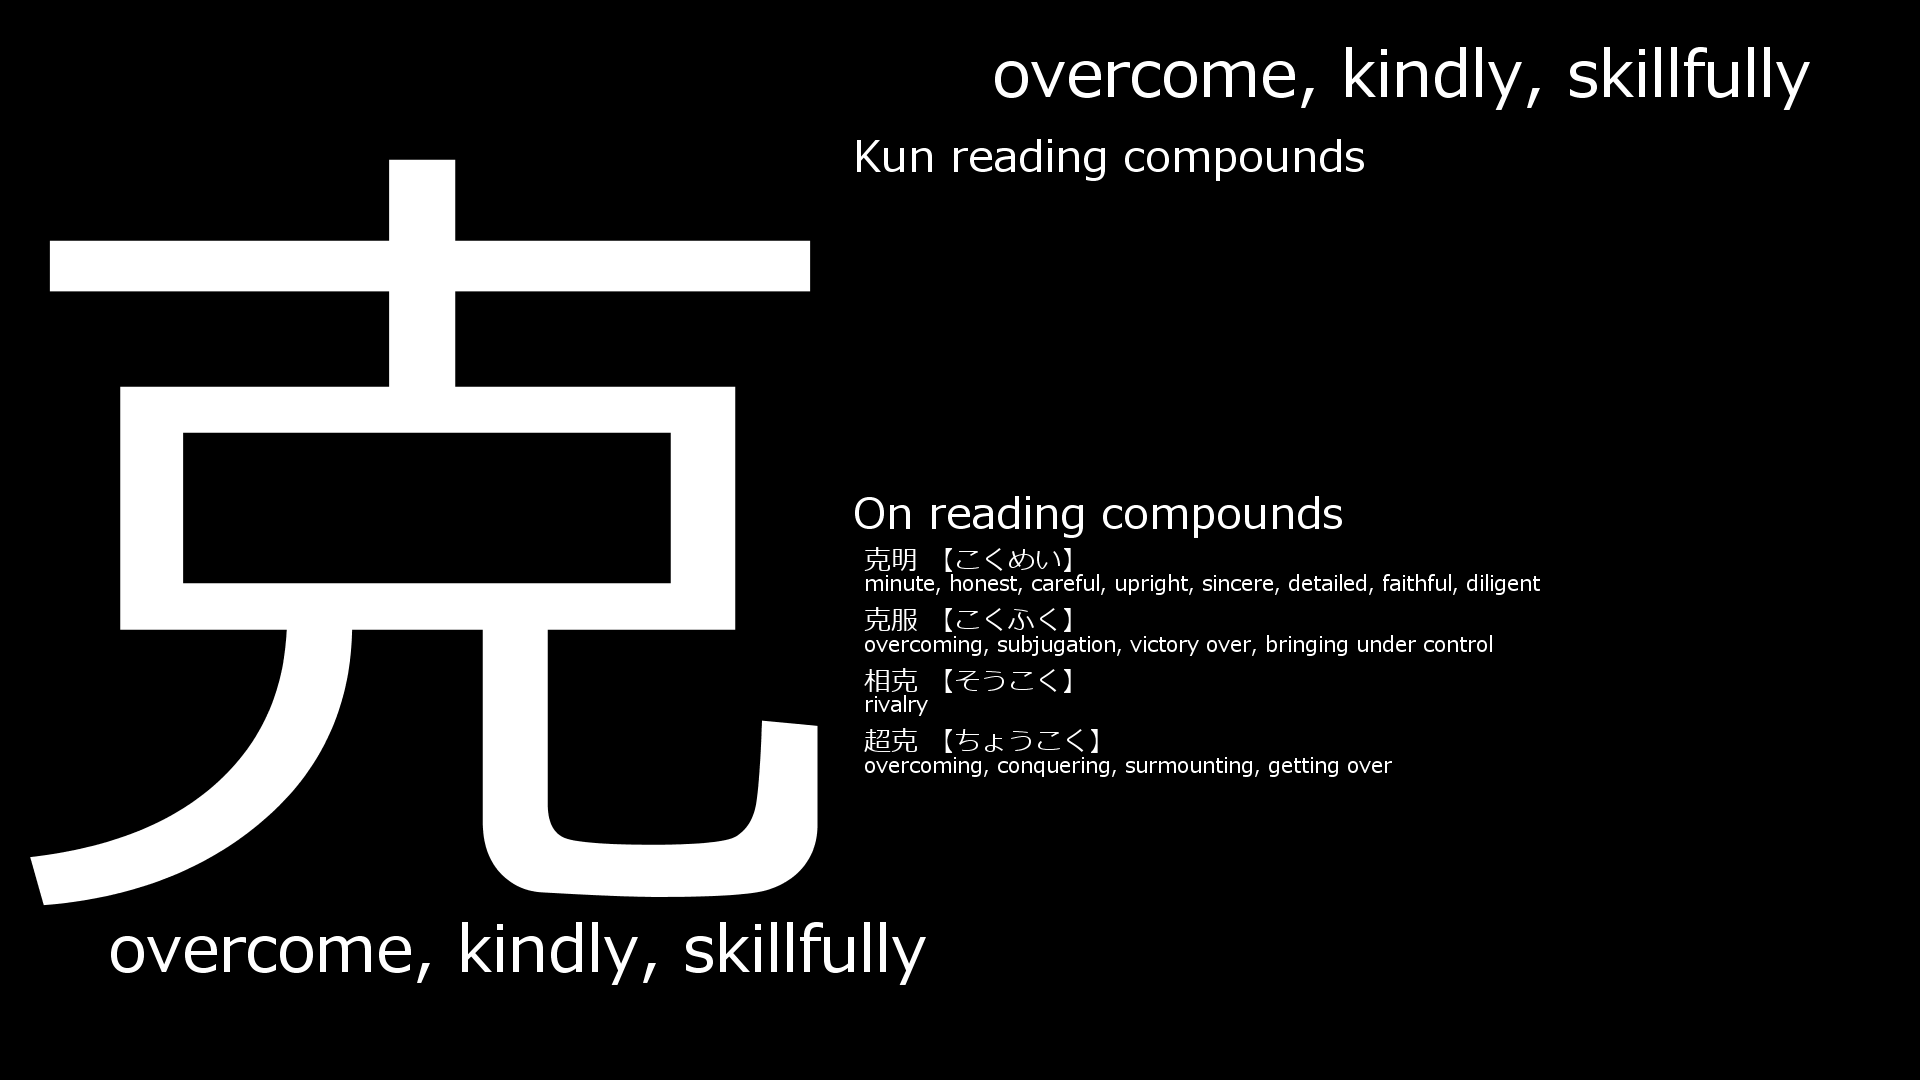 克
overcome, kindly, skillfully
overcome, kindly, skillfully
Kun reading compounds
On reading compounds
克明 【こくめい】
minute, honest, careful, upright, sincere, detailed, faithful, diligent
克服 【こくふく】
overcoming, subjugation, victory over, bringing under control
相克 【そうこく】
rivalry
超克 【ちょうこく】
overcoming, conquering, surmounting, getting over